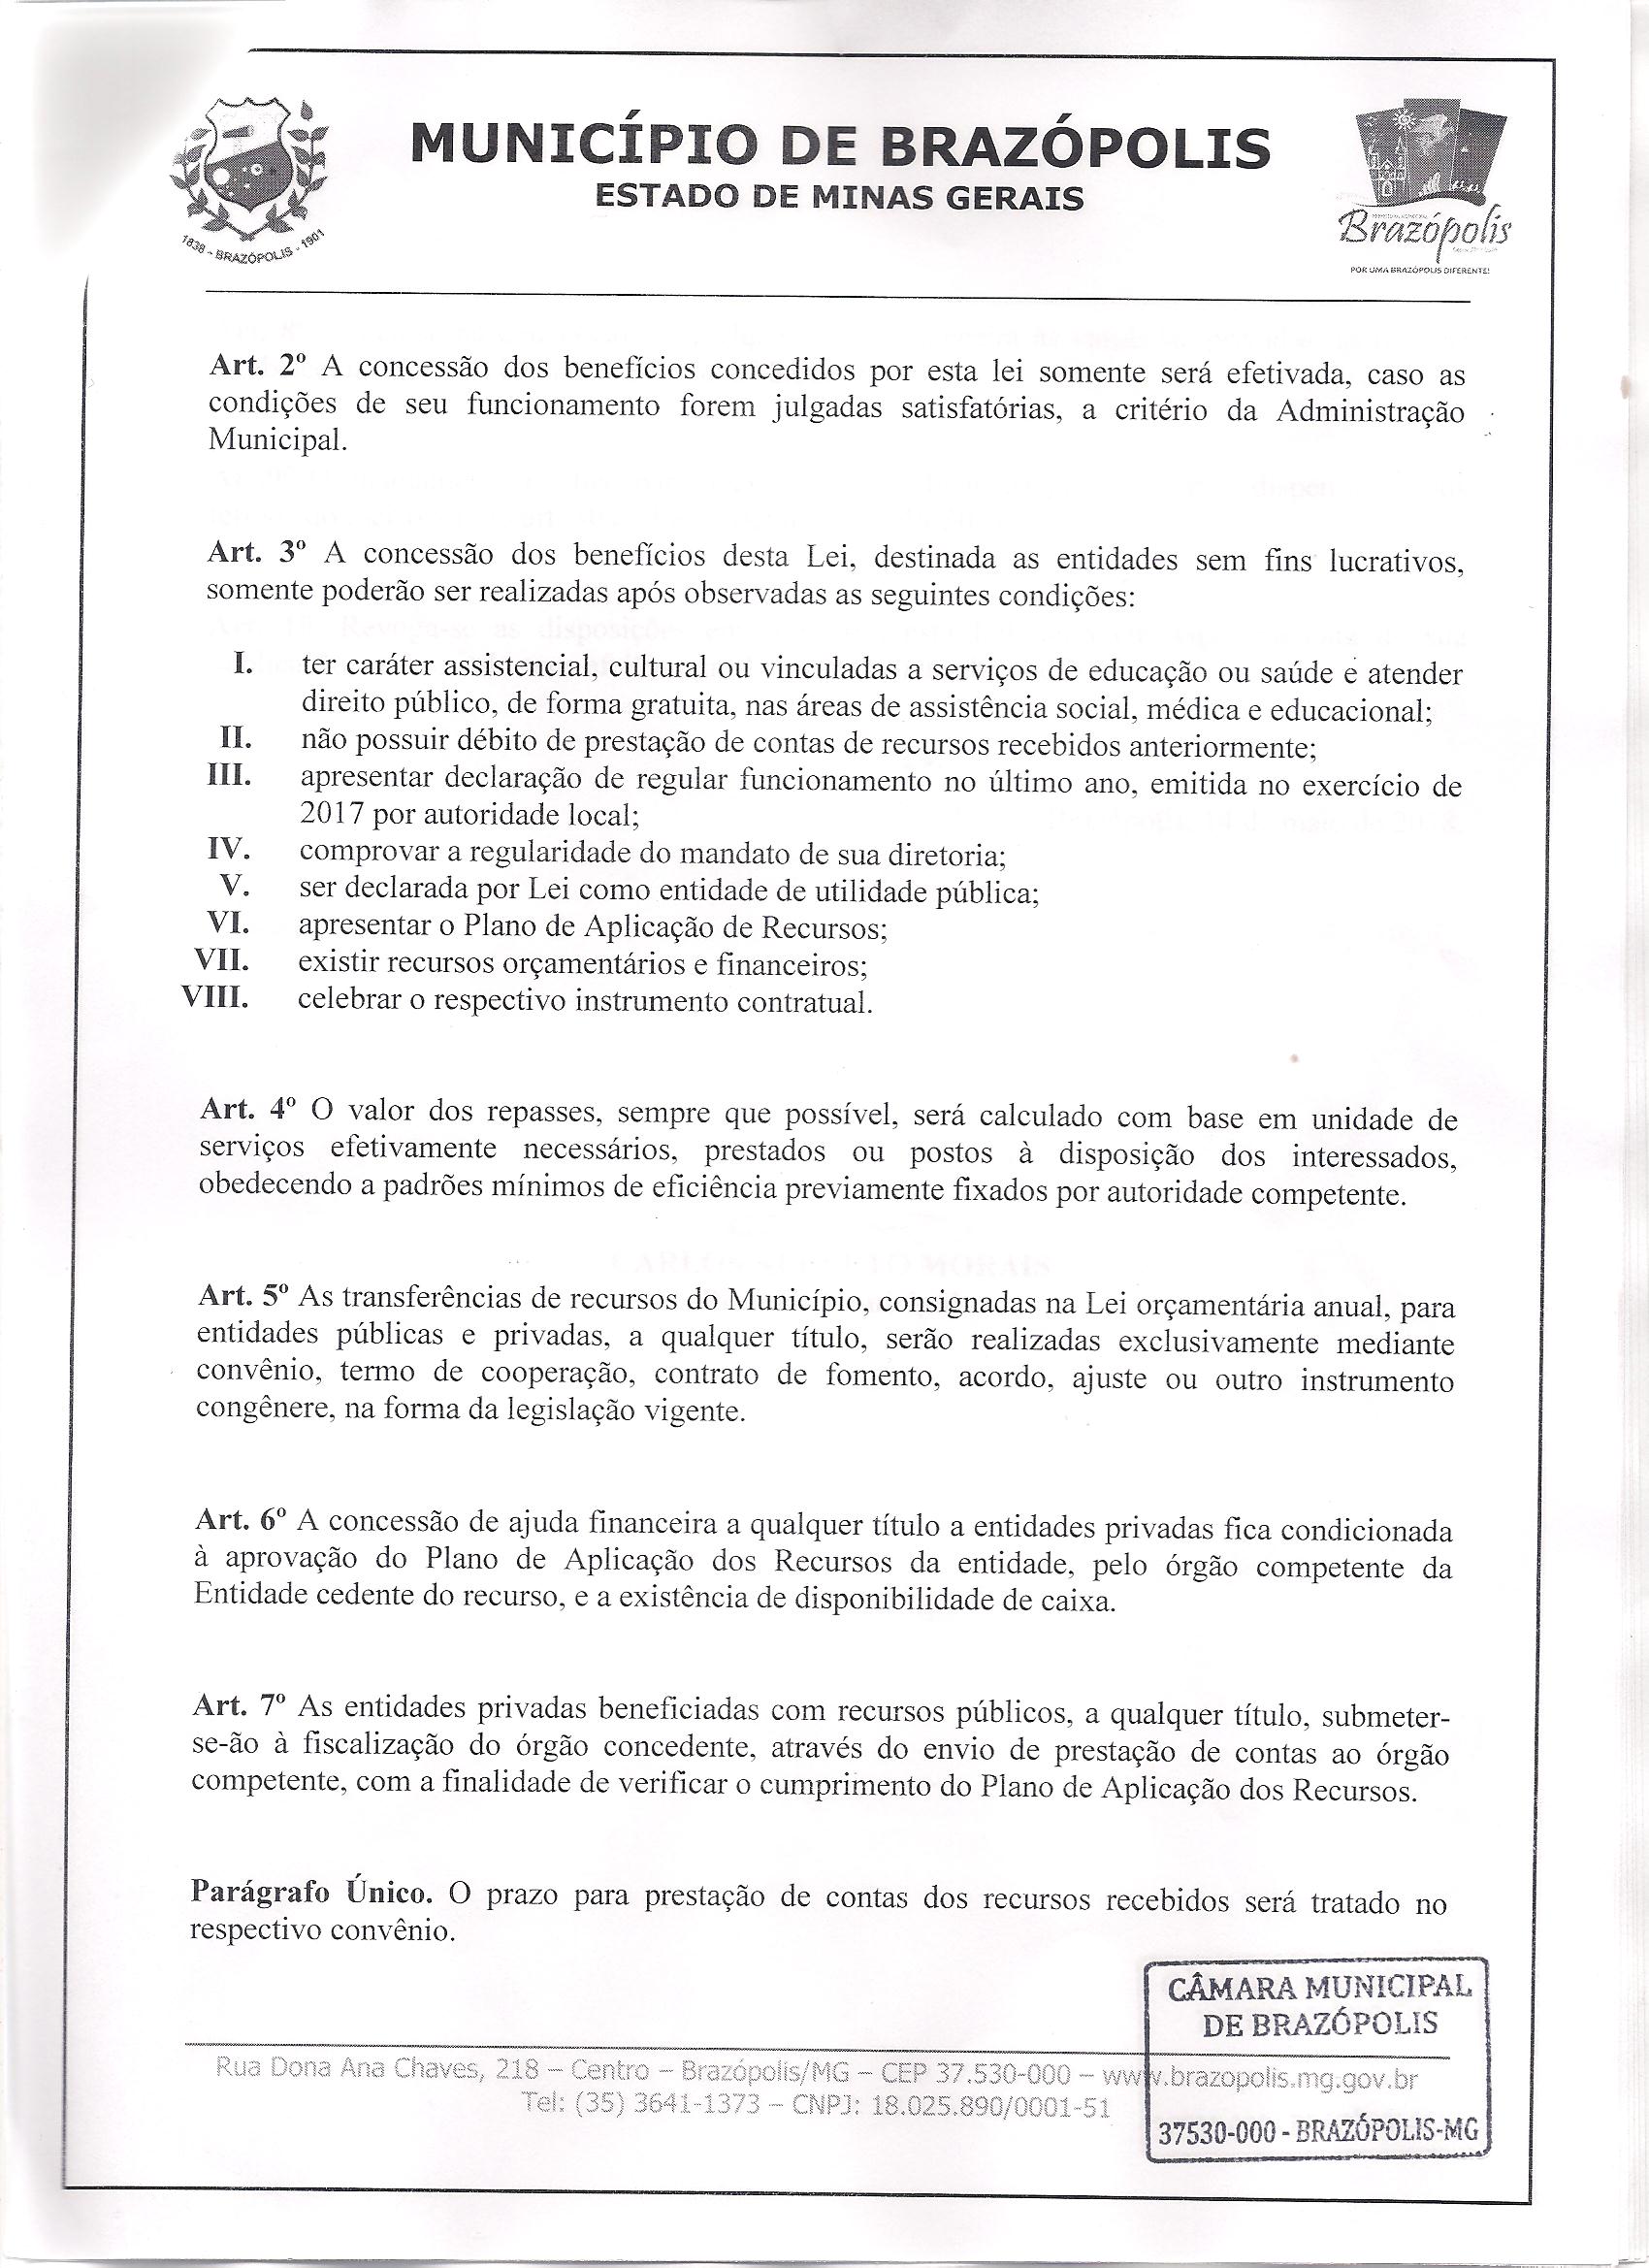 MUNICÍPIO DE BRAZÓPOLIS
ESTADO DE MINAS GERAIS
1838 - BRAZÓPOLIS - 1901
Brazópolis
POR UMA BRAZÓPOLIS DIFERENTE!
Art. 2º A concessão dos benefícios concedidos por esta lei somente será efetivada, caso as
condições de seu funcionamento forem julgadas satisfatórias, a critério da Administração
Municipal.
Art. 3º A concessão dos benefícios desta Lei, destinada as entidades sem fins lucrativos,
somente poderão ser realizadas após observadas as seguintes condições:
I. ter caráter assistencial, cultural ou vinculadas a serviços de educação ou saúde e atender
direito público, de forma gratuita, nas áreas de assistência social, médica e educacional;
II. não possuir débito de prestação de contas de recursos recebidos anteriormente;
III. apresentar declaração de regular funcionamento no último ano, emitida no exercício de
2017 por autoridade local;
IV. comprovar a regularidade do mandato de sua diretoria;
V. ser declarada por Lei como entidade de utilidade pública;
VI. apresentar o Plano de Aplicação de Recursos;
VII. existir recursos orçamentários e financeiros;
VIII. celebrar o respectivo instrumento contratual.
Art. 4º O valor dos repasses, sempre que possível, será calculado com base em unidade de
serviços efetivamente necessários, prestados ou postos à disposição dos interessados,
obedecendo a padrões mínimos de eficiência previamente fixados por autoridade competente.
Art. 5º As transferências de recursos do Município, consignadas na Lei orçamentária anual, para
entidades públicas e privadas, a qualquer título, serão realizadas exclusivamente mediante
convênio, termo de cooperação, contrato de fomento, acordo, ajuste ou outro instrumento
congênere, na forma da legislação vigente.
Art. 6º A concessão de ajuda financeira a qualquer título a entidades privadas fica condicionada
à aprovação do Plano de Aplicação dos Recursos da entidade, pelo órgão competente da
Entidade cedente do recurso, e a existência de disponibilidade de caixa.
Art. 7º As entidades privadas beneficiadas com recursos públicos, a qualquer título, submeter-
se-ão à fiscalização do órgão concedente, através do envio de prestação de contas ao órgão
competente, com a finalidade de verificar o cumprimento do Plano de Aplicação dos Recursos.
Parágrafo Único. O prazo para prestação de contas dos recursos recebidos será tratado no
respectivo convênio.
CÂMARA MUNICIPAL
DE BRAZÓPOLIS
Rua Dona Ana Chaves, 218 – Centro – Brazópolis/MG – CEP 37.530-000 – www.brazopolis.mg.gov.br
Tel: (35) 3641-1373 – CNPJ: 18.025.890/0001-51
37530-000 - BRAZÓPOLIS-MG